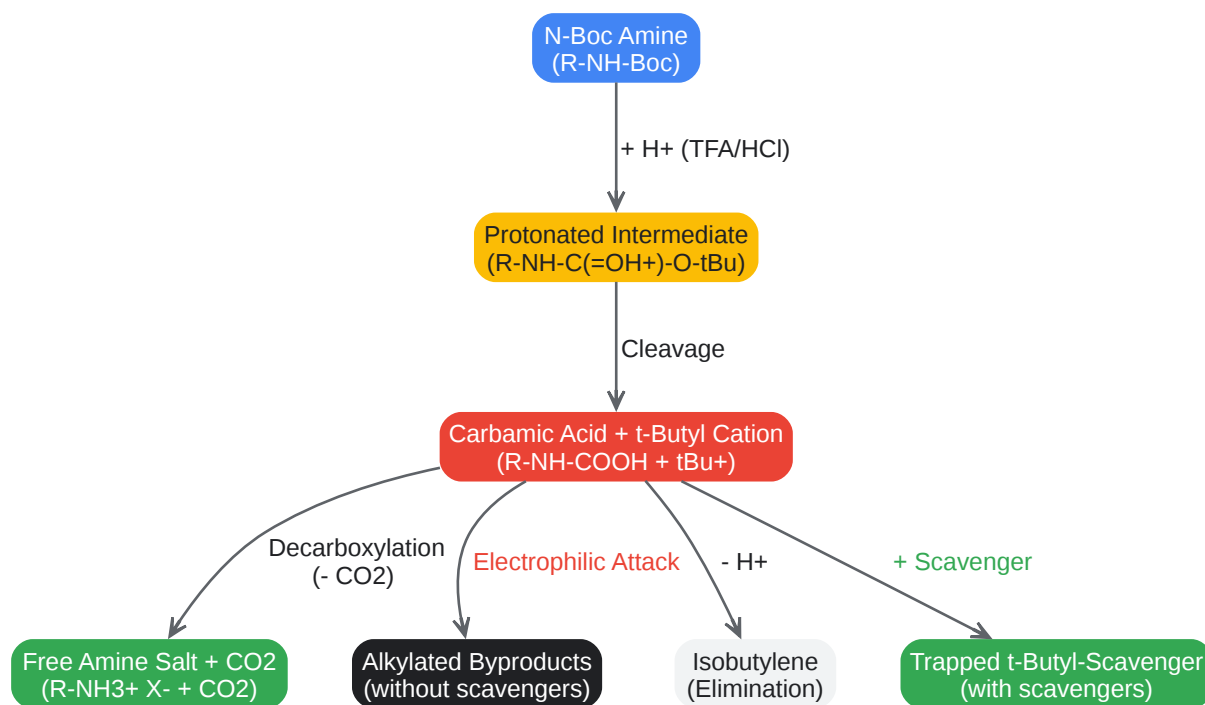 N-Boc Amine
(R-NH-Boc)
+ H+ (TFA/HCl)
Protonated Intermediate
(R-NH-C(=OH+)-O-tBu)
Cleavage
Carbamic Acid + t-Butyl Cation
(R-NH-COOH + tBu+)
Decarboxylation
(- CO2)
Electrophilic Attack
- H+
+ Scavenger
Free Amine Salt + CO2
(R-NH3+ X- + CO2)
Alkylated Byproducts
(without scavengers)
Isobutylene
(Elimination)
Trapped t-Butyl-Scavenger
(with scavengers)